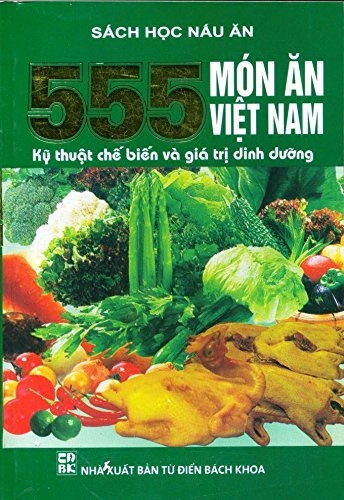 SÁCH HỌC NẤU ĂN
555 MÓN ĂN
VIỆT NAM
Kỹ thuật chế biến và giá trị dinh dưỡng
NHÀ XUẤT BẢN TỪ ĐIỂN BÁCH KHOA